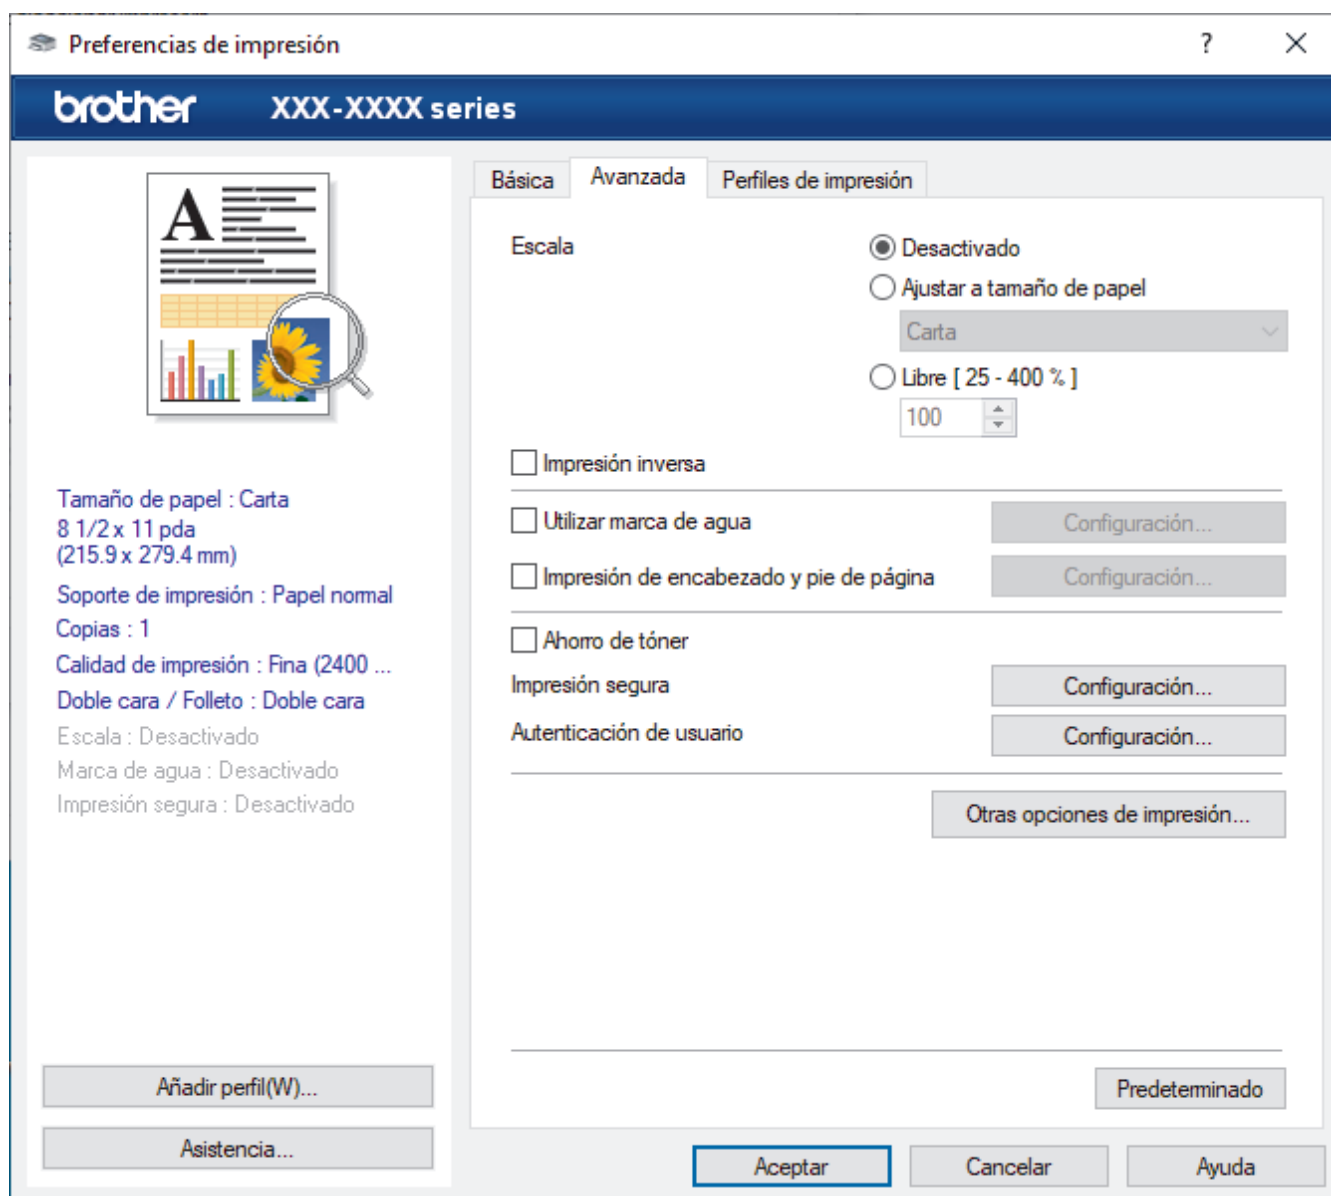 Preferencias de impresión
?
brother XXX-XXXX series
A
Tamaño de papel : Carta
8 1/2 x 11 pda
(215.9 x 279.4 mm)
Soporte de impresión : Papel normal
Copias : 1
Calidad de impresión : Fina (2400 ...
Doble cara / Folleto : Doble cara
Escala : Desactivado
Marca de agua : Desactivado
Impresión segura : Desactivado
Añadir perfil(W)...
Asistencia...
Básica Avanzada Perfiles de impresión
Escala Desactivado
Ajustar a tamaño de papel
Carta
Libre [ 25 - 400 % ]
100
Impresión inversa
Utilizar marca de agua Configuración...
Impresión de encabezado y pie de página Configuración...
Ahorro de tóner
Impresión segura Configuración...
Autenticación de usuario Configuración...
Otras opciones de impresión...
Predeterminado
Aceptar Cancelar Ayuda